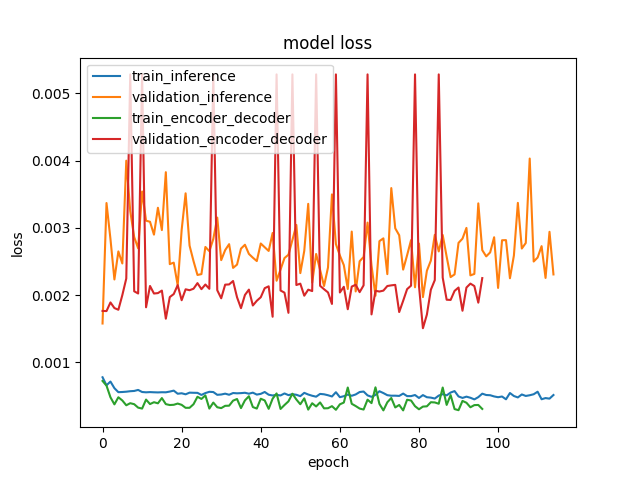 model loss
train_inference
validation_inference
train_encoder_decoder
validation_encoder_decoder
0.005
0.004
0.003
0.002
0.001
loss
0 20 40 60 80 100
epoch